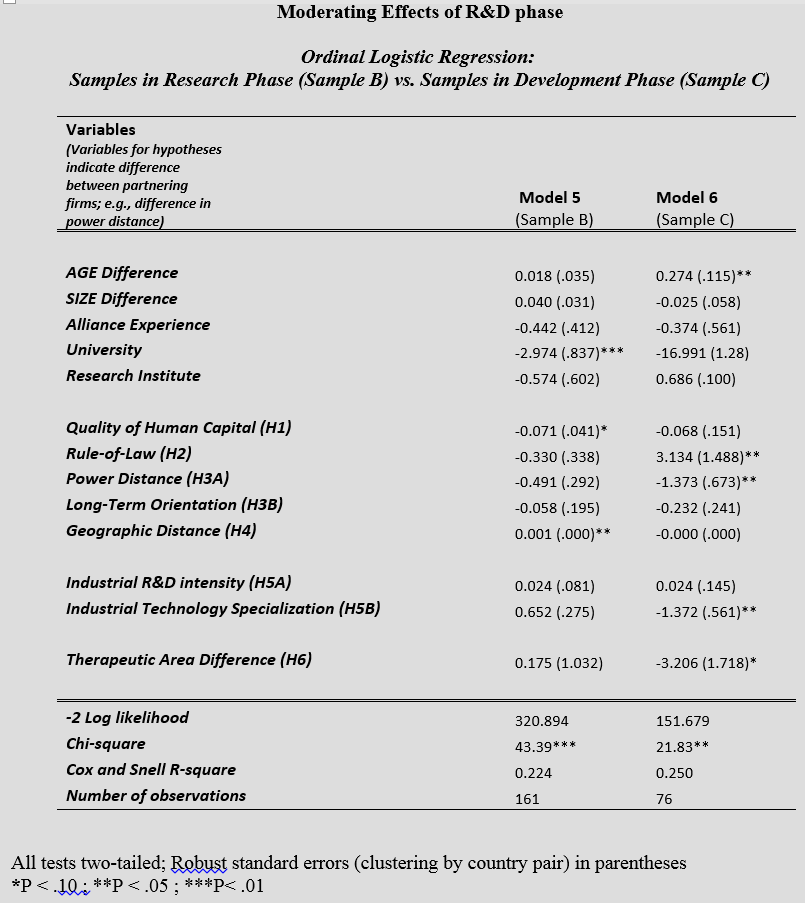 Moderating Effects of R&D phase
Ordinal Logistic Regression:
Samples in Research Phase (Sample B) vs. Samples in Development Phase (Sample C)
Variables
(Variables for hypotheses
indicate difference
between partnering
firms; e.g., difference in
power distance)
Model 5 Model 6
(Sample B) (Sample C)
AGE Difference 0.018 (.035) 0.274 (.115)**
SIZE Difference 0.040 (.031) -0.025 (.058)
Alliance Experience -0.442 (.412) -0.374 (.561)
University -2.974 (.837)*** -16.991 (1.28)
Research Institute -0.574 (.602) 0.686 (.100)
Quality of Human Capital (H1) -0.071 (.041)* -0.068 (.151)
Rule-of-Law (H2) -0.330 (.338) 3.134 (1.488)**
Power Distance (H3A) -0.491 (.292) -1.373 (.673)**
Long-Term Orientation (H3B) -0.058 (.195) -0.232 (.241)
Geographic Distance (H4) 0.001 (.000)** -0.000 (.000)
Industrial R&D intensity (H5A) 0.024 (.081) 0.024 (.145)
Industrial Technology Specialization (H5B) 0.652 (.275) -1.372 (.561)**
Therapeutic Area Difference (H6) 0.175 (1.032) -3.206 (1.718)*
-2 Log likelihood 320.894 151.679
Chi-square 43.39*** 21.83**
Cox and Snell R-square 0.224 0.250
Number of observations 161 76
All tests two-tailed; Robust standard errors (clustering by country pair) in parentheses
*P < .10 ; **P < .05 ; ***P< .01